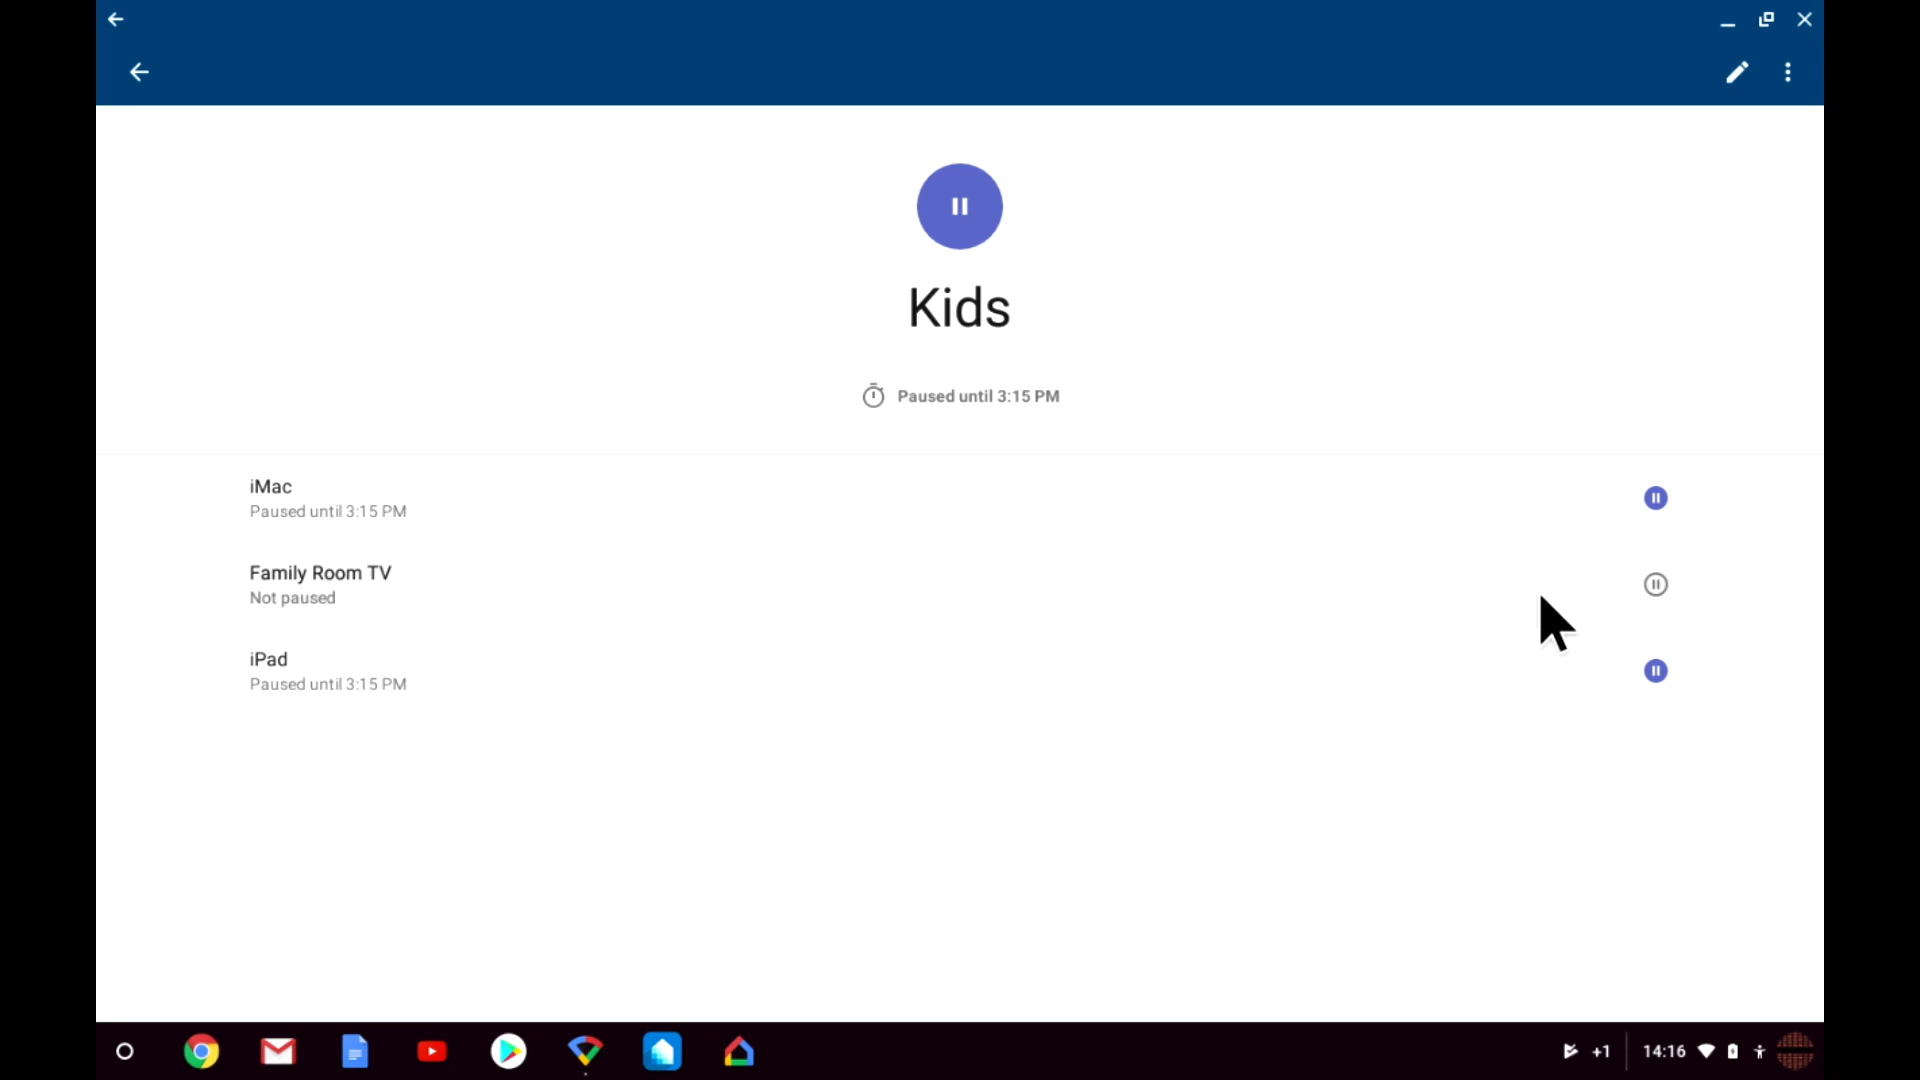 Kids
Paused until 3:15 PM
iMac
Paused until 3:15 PM
Family Room TV
Not paused
iPad
Paused until 3:15 PM
+1
14:16